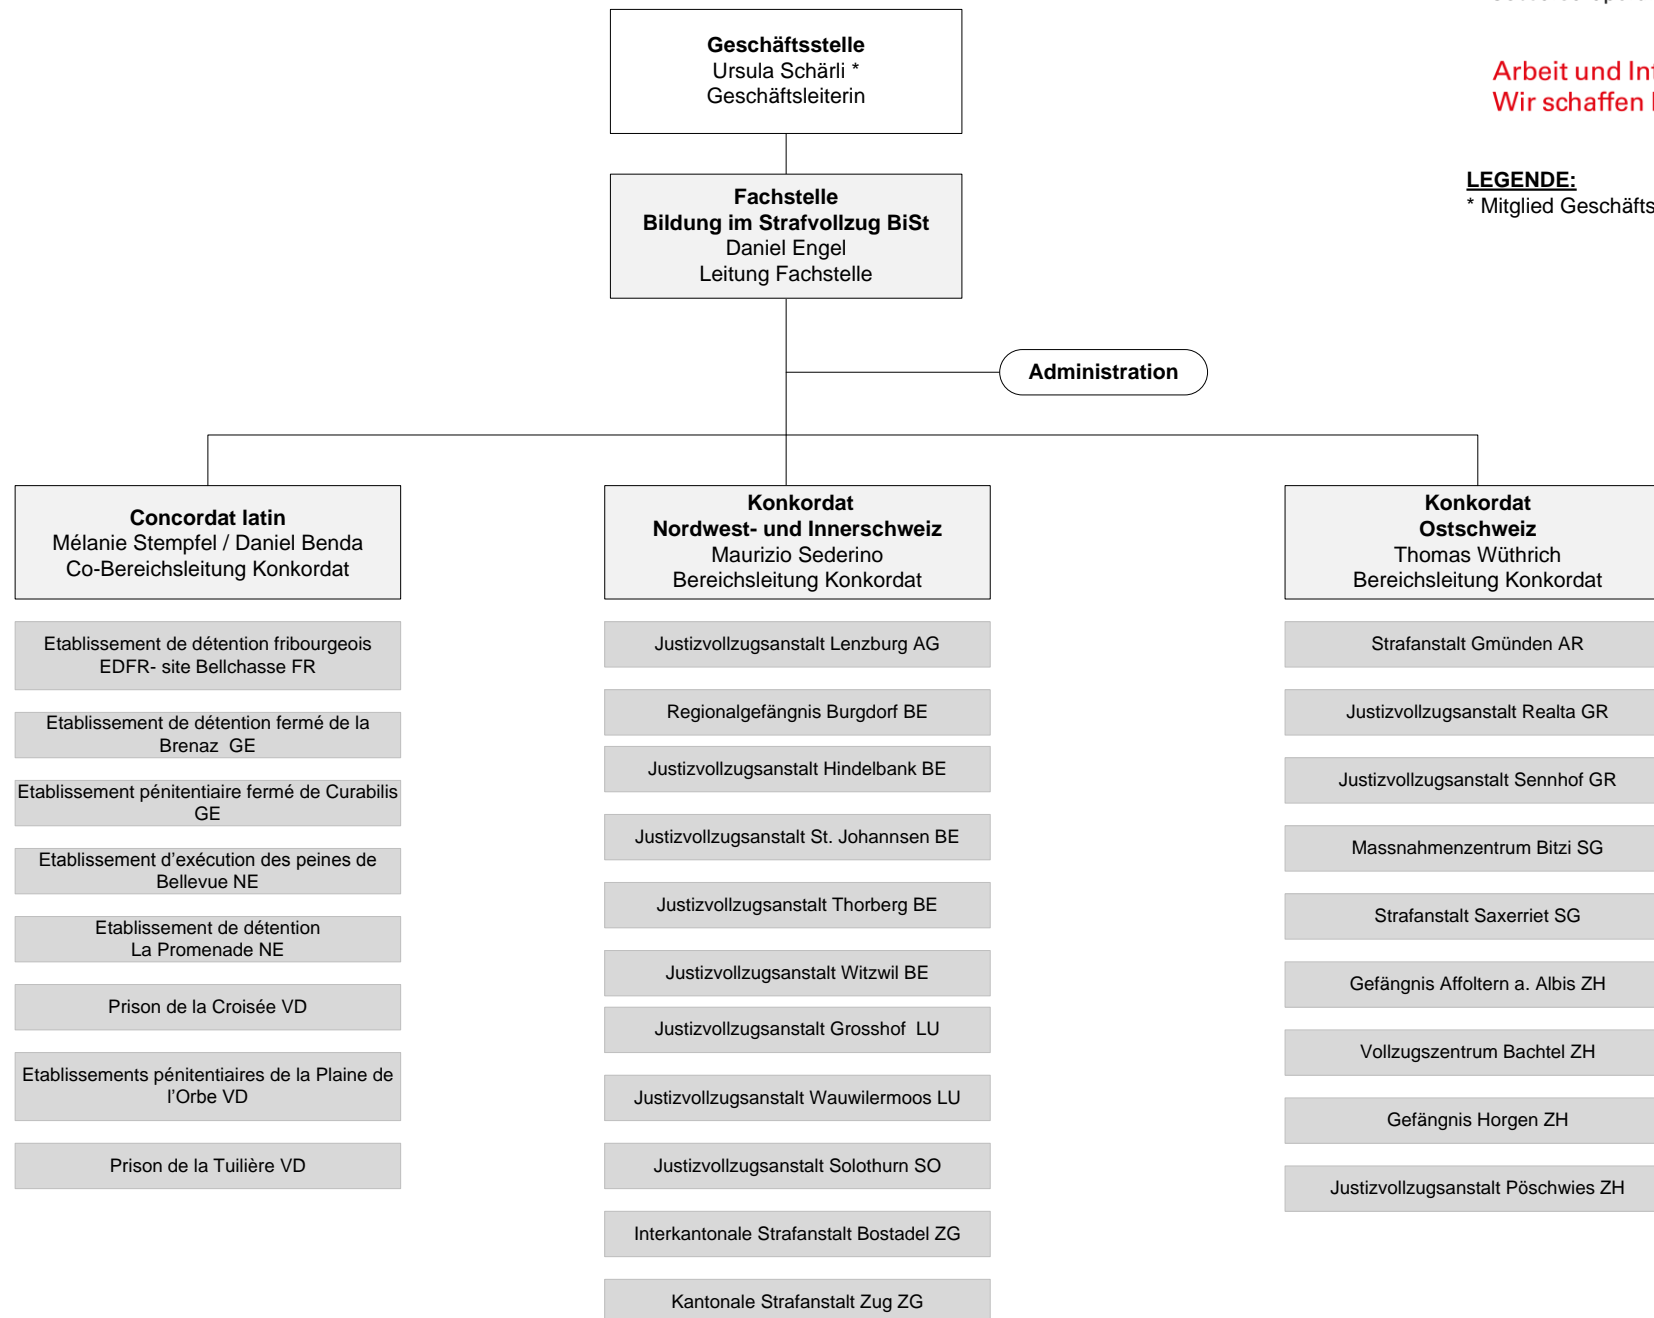 Geschäftsstelle
Ursula Schärli *
Geschäftsleiterin
Arbeit und
Wir schaffen
LEGENDE:
* Mitglied
Fachstelle
Bildung im Strafvollzug BiSt
Daniel Engel
Leitung Fachstelle
Administration
Concordat latin
Mélanie Stempfel / Daniel Benda
Co-Bereichsleitung Konkordat
Etablissement de détention fribourgeois
EDFR- site Bellchasse FR
Etablissement de détention fermé de la
Brenaz GE
Etablissement pénitentiaire fermé de Curabilis
GE
Etablissement d'exécution des peines de
Bellevue NE
Etablissement de détention
La Promenade NE
Prison de la Croisée VD
Etablissements pénitentiaires de la Plaine de
l'Orbe VD
Prison de la Tuilière VD
Konkordat
Nordwest- und Innerschweiz
Maurizio Sederino
Bereichsleitung Konkordat
Justizvollzugsanstalt Lenzburg AG
Regionalgefängnis Burgdorf BE
Justizvollzugsanstalt Hindelbank BE
Justizvollzugsanstalt St. Johannsen BE
Justizvollzugsanstalt Thorberg BE
Justizvollzugsanstalt Witzwil BE
Justizvollzugsanstalt Grosshof LU
Justizvollzugsanstalt Wauwilermoos LU
Justizvollzugsanstalt Solothurn SO
Interkantonale Strafanstalt Bostadel ZG
Kantonale Strafanstalt Zug ZG
Konkordat
Ostschweiz
Thomas Wüthrich
Bereichsleitung Konkordat
Strafanstalt Gmünden AR
Justizvollzugsanstalt Realta GR
Justizvollzugsanstalt Sennhof GR
Massnahmenzentrum Bitzi SG
Strafanstalt Saxerriet SG
Gefängnis Affoltern a. Albis ZH
Vollzugszentrum Bachtel ZH
Gefängnis Horgen ZH
Justizvollzugsanstalt Pöschwies ZH